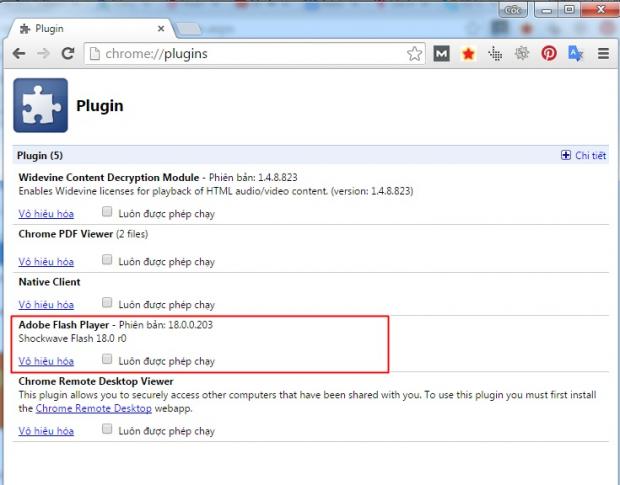 Cốc
Plugin
chrome://plugins
Plugin
Plugin (5)
Chi tiết
Widevine Content Decryption Module - Phiên bản: 1.4.8.823
Enables Widevine licenses for playback of HTML audio/video content. (version: 1.4.8.823)
Vô hiệu hóa Luôn được phép chạy
Chrome PDF Viewer (2 files)
Vô hiệu hóa Luôn được phép chạy
Native Client
Vô hiệu hóa Luôn được phép chạy
Adobe Flash Player - Phiên bản: 18.0.0.203
Shockwave Flash 18.0 r0
Vô hiệu hóa Luôn được phép chạy
Chrome Remote Desktop Viewer
This plugin allows you to securely access other computers that have been shared with you. To use this plugin you must first install
the Chrome Remote Desktop webapp.
Vô hiệu hóa Luôn được phép chạy